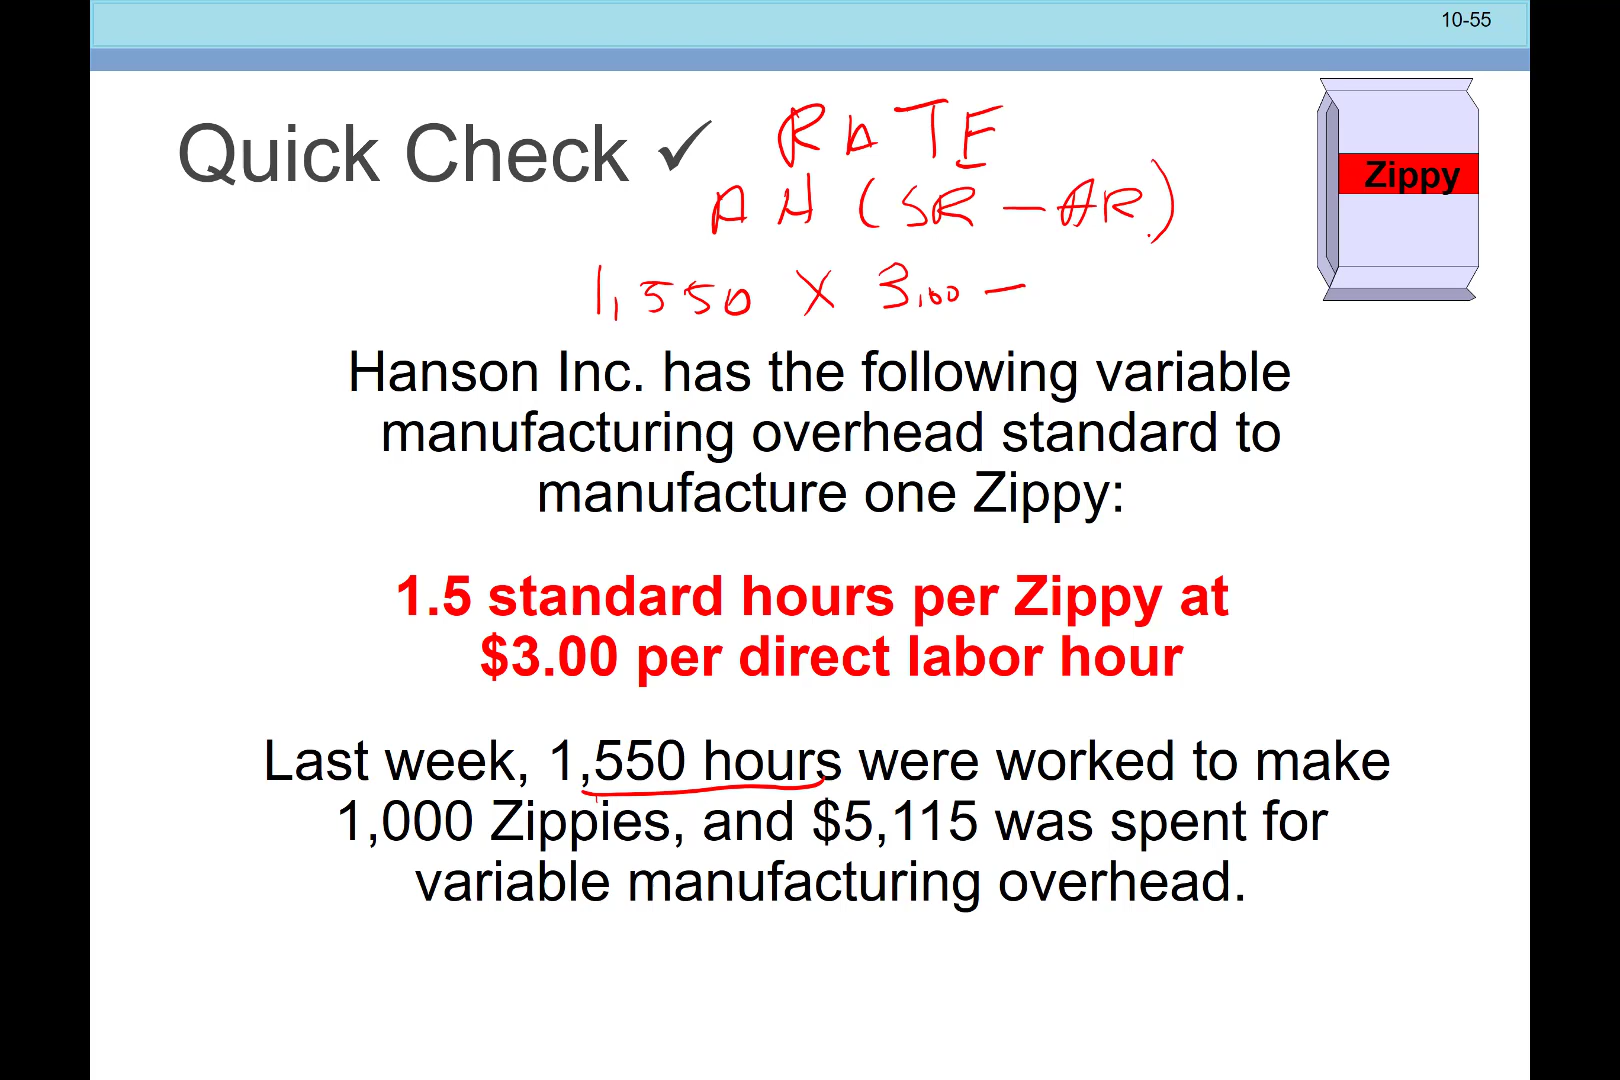 10-55
Quick Check ✓
RATE
AH (SR - AR)
Zippy
1,550 X 3.00 -
Hanson Inc. has the following variable
manufacturing overhead standard to
manufacture one Zippy:
1.5 standard hours per Zippy at
$3.00 per direct labor hour
Last week, 1,550 hours were worked to make
1,000 Zippies, and $5,115 was spent for
variable manufacturing overhead.